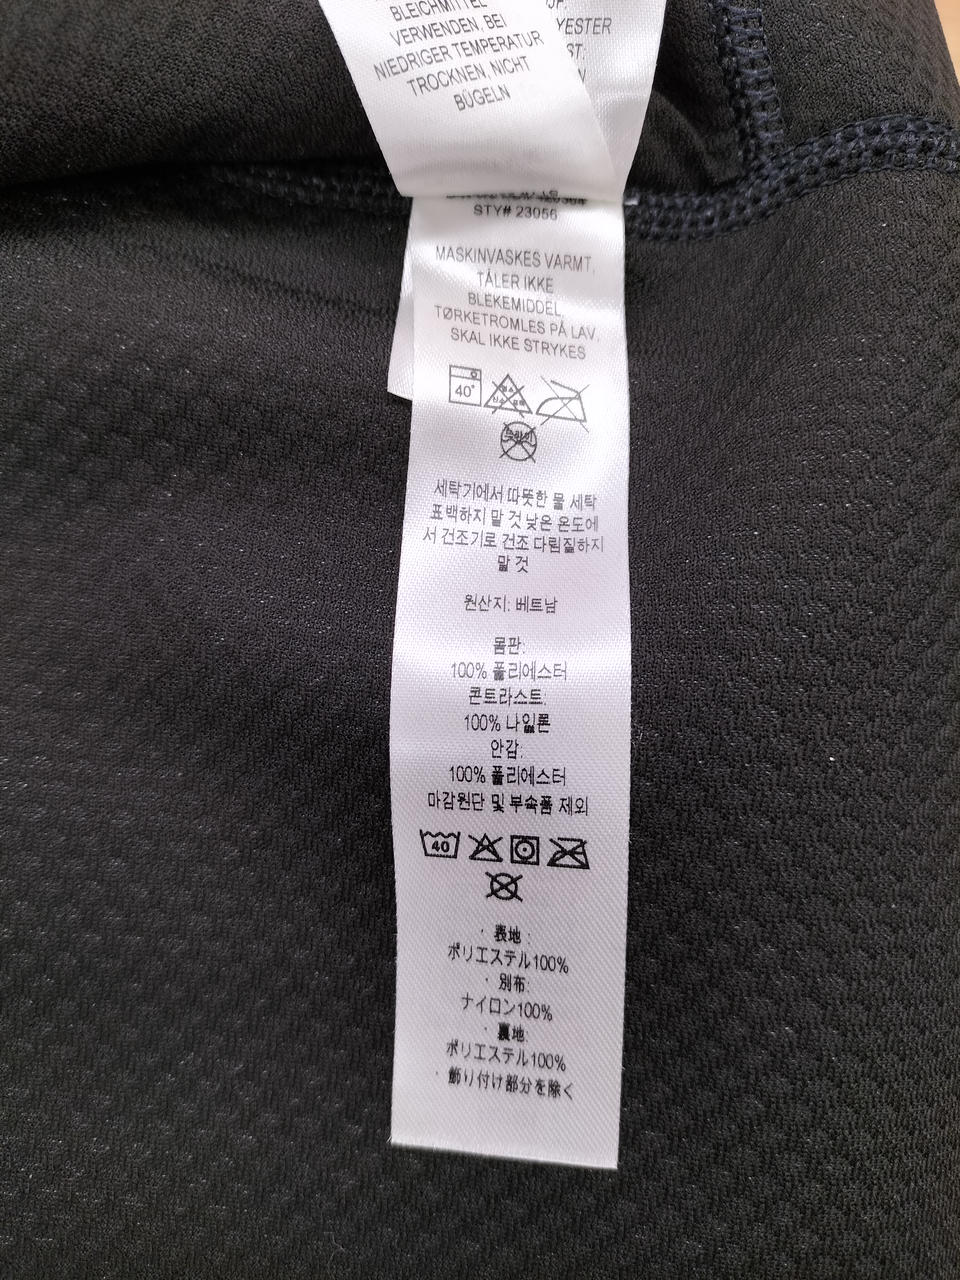 BLEICHMITTEL
VERWENDEN, BEI
NIEDRIGER TEMPERATUR
TROCKNEN, NICHT
BÜGELN
YESTER
ST:
STY# 23056
MASKINVASKES VARMT,
TÅLER IKKE
BLEKEMIDDEL,
TØRKETROMLES PÅ LAV,
SKAL IKKE STRYKES
40°
세탁기에서 따뜻한 물 세탁
표백하지 말 것 낮은 온도에
서 건조기로 건조 다림질하지
말 것
원산지: 베트남
몸판:
100% 폴리에스터
콘트라스트:
100% 나일론
안감:
100% 폴리에스터
마감원단 및 부속품 제외
40
· 表地 :
ポリエステル100%
· 別布:
ナイロン100%
· 裏地:
ポリエステル100%
· 飾り付け部分を除く